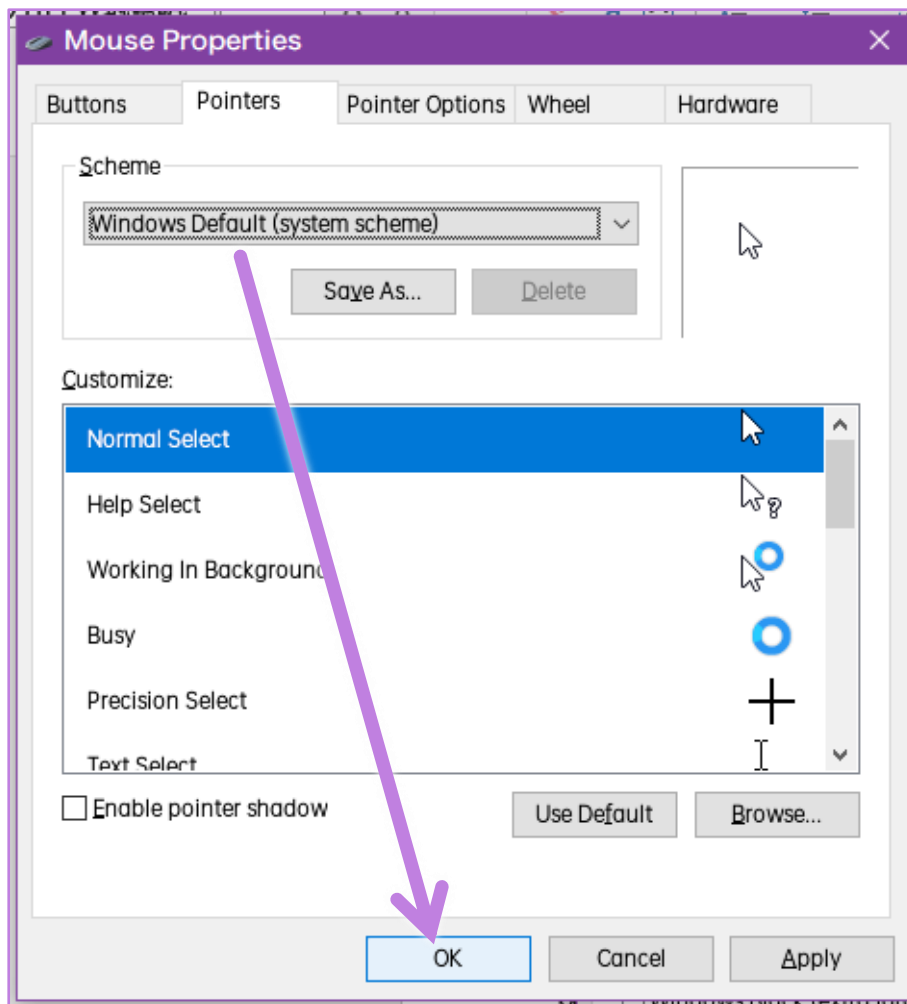 Mouse Properties
Buttons Pointers Pointer Options Wheel Hardware
Scheme
Windows Default (system scheme)
Save As... Delete
Customize:
Normal Select
Help Select
Working In Background
Busy
Precision Select
Text Select
Enable pointer shadow
Use Default Browse...
OK Cancel Apply